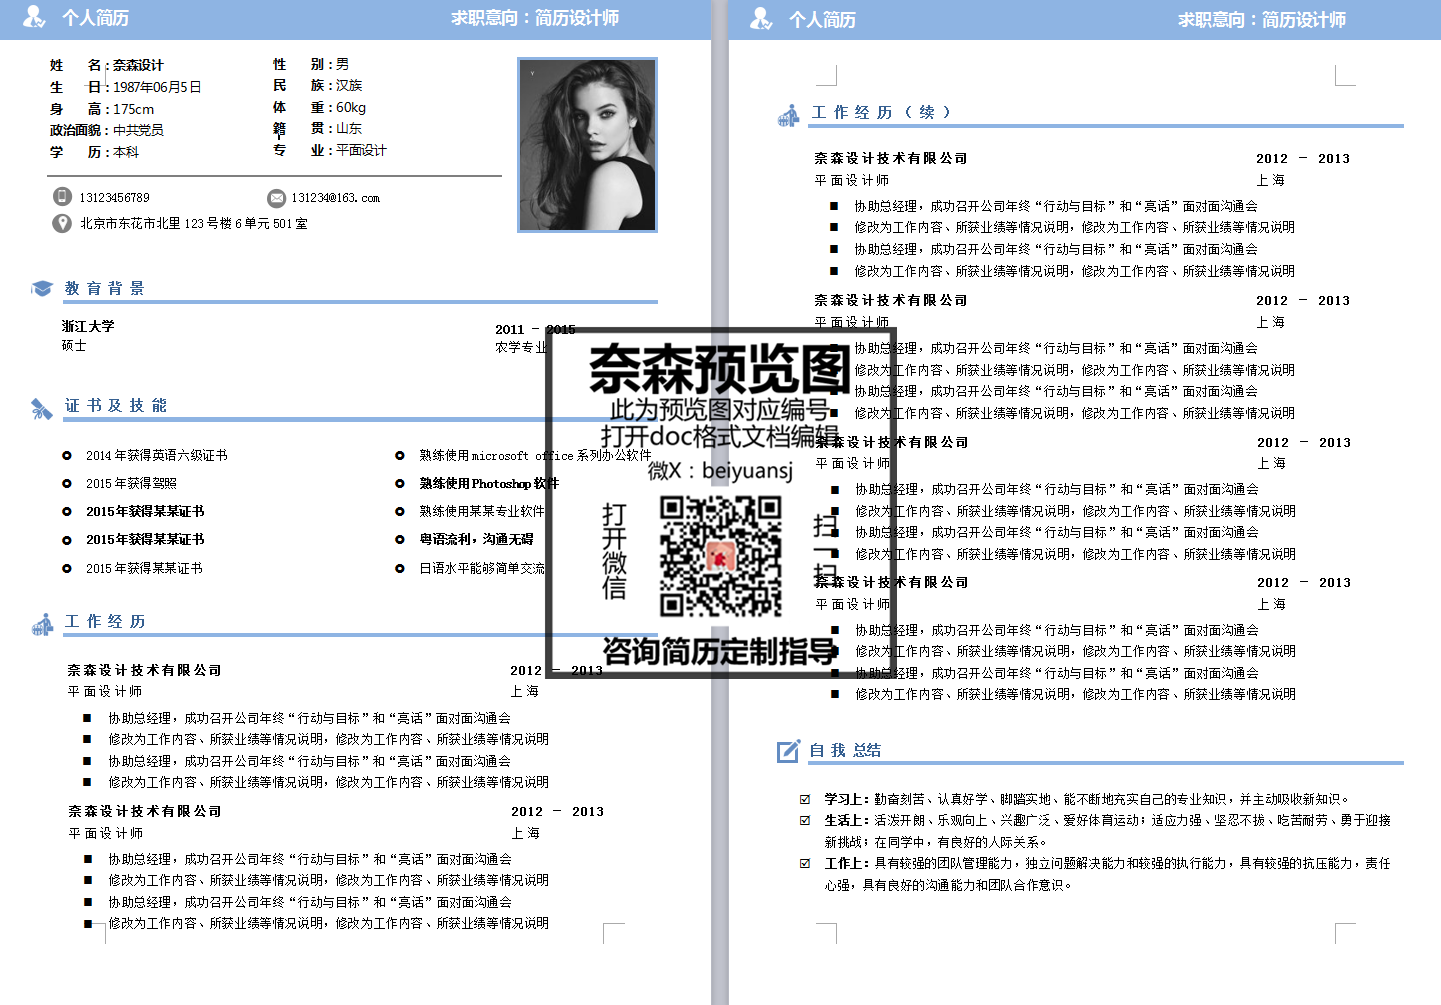 个人简历
求职意向：简历设计师
姓 名：奈森设计
性 别：男
生 日：1987年06月5日
民 族：汉族
身 高：175cm
体 重：60kg
政治面貌：中共党员
籍 贯：山东
学 历：本科
专 业：平面设计
13123456789
131234@163.com
北京市东花市北里 123 号楼 6 单元 501 室
教育背景
浙江大学
2011 － 2015
硕士
农学专业
证书及技能
2014 年获得英语六级证书
熟练使用 microsoft office 系列办公软件
2015 年获得驾照
熟练使用 Photoshop 软件
2015 年获得某某证书
熟练使用某某专业软件
2015 年获得某某证书
粤语流利，沟通无碍
2015 年获得某某证书
日语水平能够简单交流
工作经历
奈森设计技术有限公司
2012 － 2013
平面设计师
上海
■ 协助总经理，成功召开公司年终“行动与目标”和“亮话”面对面沟通会
■ 修改为工作内容、所获业绩等情况说明，修改为工作内容、所获业绩等情况说明
■ 协助总经理，成功召开公司年终“行动与目标”和“亮话”面对面沟通会
■ 修改为工作内容、所获业绩等情况说明，修改为工作内容、所获业绩等情况说明
奈森设计技术有限公司
2012 － 2013
平面设计师
上海
■ 协助总经理，成功召开公司年终“行动与目标”和“亮话”面对面沟通会
■ 修改为工作内容、所获业绩等情况说明，修改为工作内容、所获业绩等情况说明
■ 协助总经理，成功召开公司年终“行动与目标”和“亮话”面对面沟通会
■ 修改为工作内容、所获业绩等情况说明，修改为工作内容、所获业绩等情况说明
奈森预览图
此为预览图对应编号
打开doc格式文档编辑
微X：beiyuansj
打开微信
扫一扫
咨询简历定制指导
个人简历
求职意向：简历设计师
工作经历（续）
奈森设计技术有限公司
2012 － 2013
平面设计师
上海
■ 协助总经理，成功召开公司年终“行动与目标”和“亮话”面对面沟通会
■ 修改为工作内容、所获业绩等情况说明，修改为工作内容、所获业绩等情况说明
■ 协助总经理，成功召开公司年终“行动与目标”和“亮话”面对面沟通会
■ 修改为工作内容、所获业绩等情况说明，修改为工作内容、所获业绩等情况说明
奈森设计技术有限公司
2012 － 2013
平面设计师
上海
■ 协助总经理，成功召开公司年终“行动与目标”和“亮话”面对面沟通会
■ 修改为工作内容、所获业绩等情况说明，修改为工作内容、所获业绩等情况说明
■ 协助总经理，成功召开公司年终“行动与目标”和“亮话”面对面沟通会
■ 修改为工作内容、所获业绩等情况说明，修改为工作内容、所获业绩等情况说明
奈森设计技术有限公司
2012 － 2013
平面设计师
上海
■ 协助总经理，成功召开公司年终“行动与目标”和“亮话”面对面沟通会
■ 修改为工作内容、所获业绩等情况说明，修改为工作内容、所获业绩等情况说明
■ 协助总经理，成功召开公司年终“行动与目标”和“亮话”面对面沟通会
■ 修改为工作内容、所获业绩等情况说明，修改为工作内容、所获业绩等情况说明
奈森设计技术有限公司
2012 － 2013
平面设计师
上海
■ 协助总经理，成功召开公司年终“行动与目标”和“亮话”面对面沟通会
■ 修改为工作内容、所获业绩等情况说明，修改为工作内容、所获业绩等情况说明
■ 协助总经理，成功召开公司年终“行动与目标”和“亮话”面对面沟通会
■ 修改为工作内容、所获业绩等情况说明，修改为工作内容、所获业绩等情况说明
自我总结
学习上：勤奋刻苦、认真好学、脚踏实地、能不断地充实自己的专业知识，并主动吸收新知识。
生活上：活泼开朗、乐观向上、兴趣广泛、爱好体育运动；适应力强、坚忍不拔、吃苦耐劳、勇于迎接
新挑战；在同学中，有良好的人际关系。
工作上：具有较强的团队管理能力，独立问题解决能力和较强的执行能力，具有较强的抗压能力，责任
心强，具有良好的沟通能力和团队合作意识。